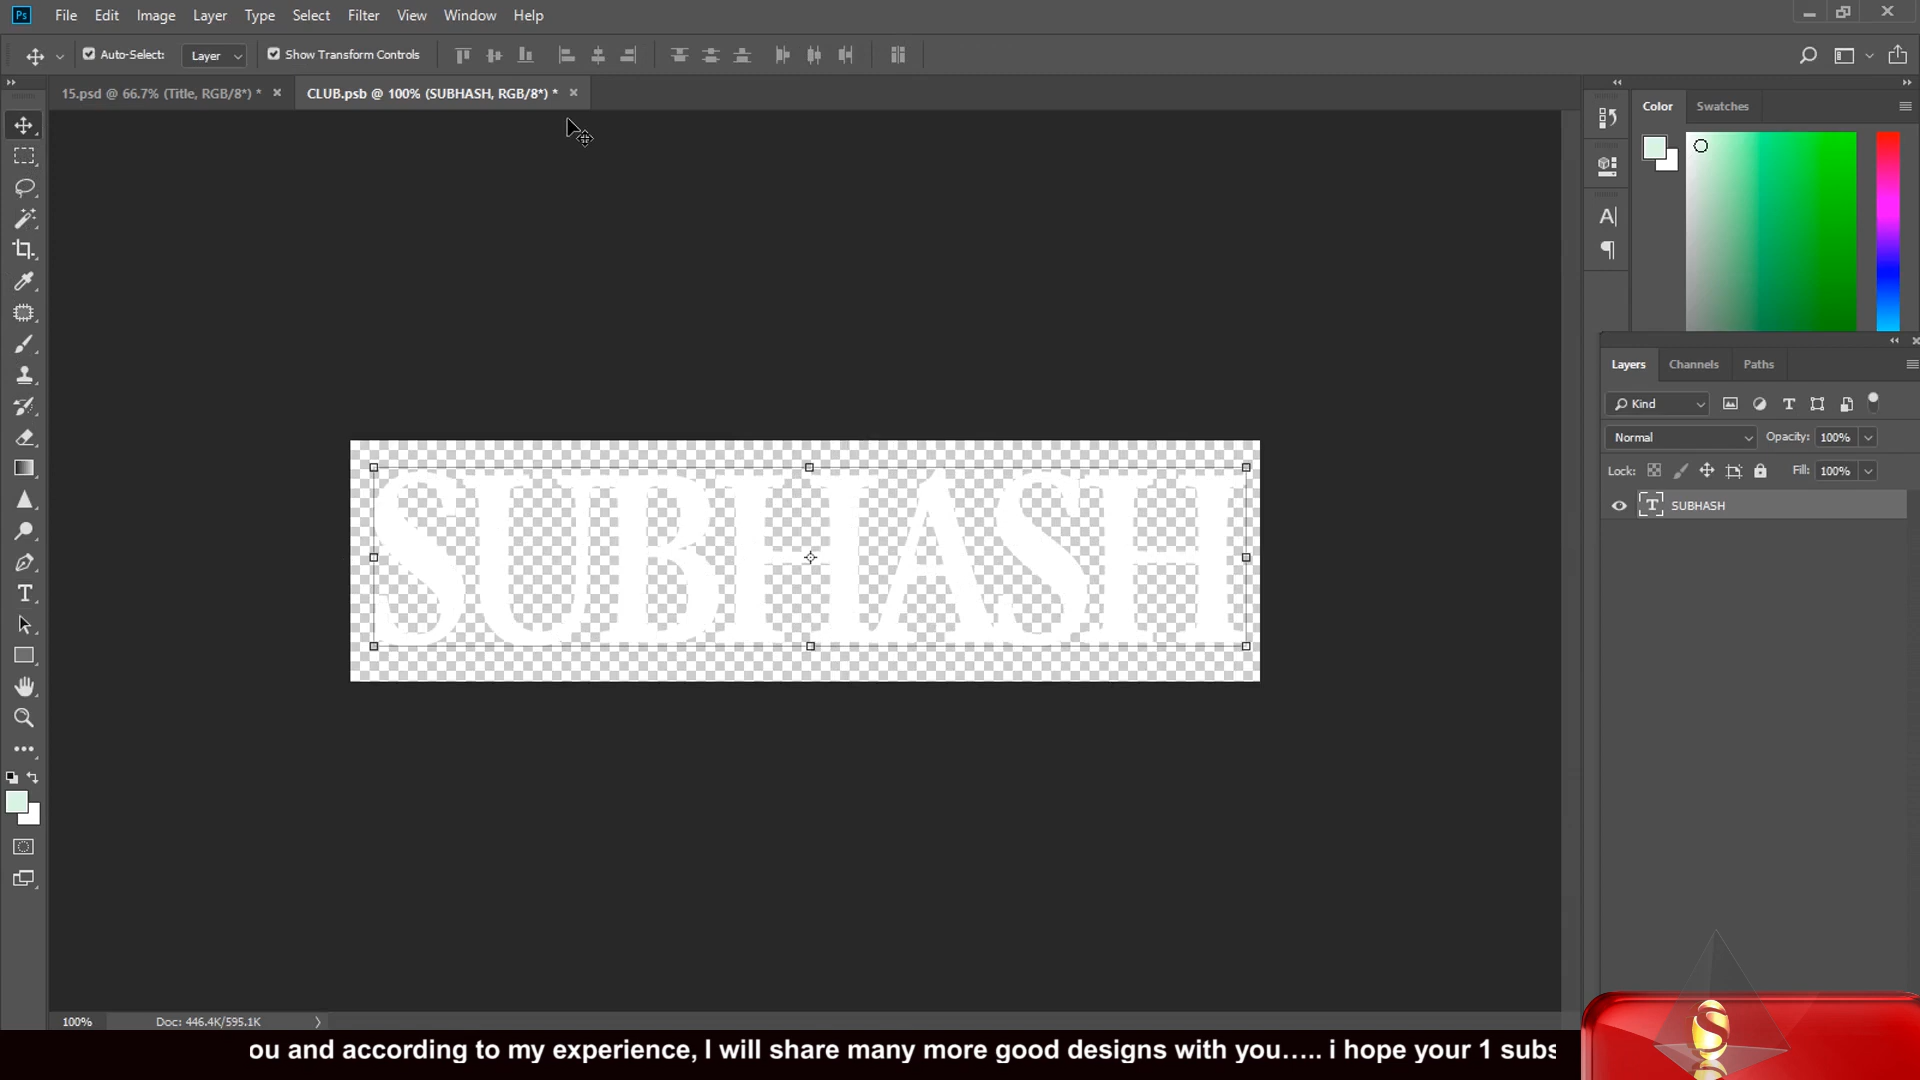 Ps File Edit Image Layer Type Select Filter View Window Help
Auto-Select: Layer Show Transform Controls
15.psd @ 66.7% (Title, RGB/8*) * × CLUB.psb @ 100% (SUBHASH, RGB/8*) * ×
Color Swatches
SUBHASH
Layers Channels Paths
Kind
Normal Opacity: 100%
Lock: Fill: 100%
T SUBHASH
100% Doc: 446.4K/595.1K
ou and according to my experience, I will share many more good designs with you..... i hope your 1 subs
S